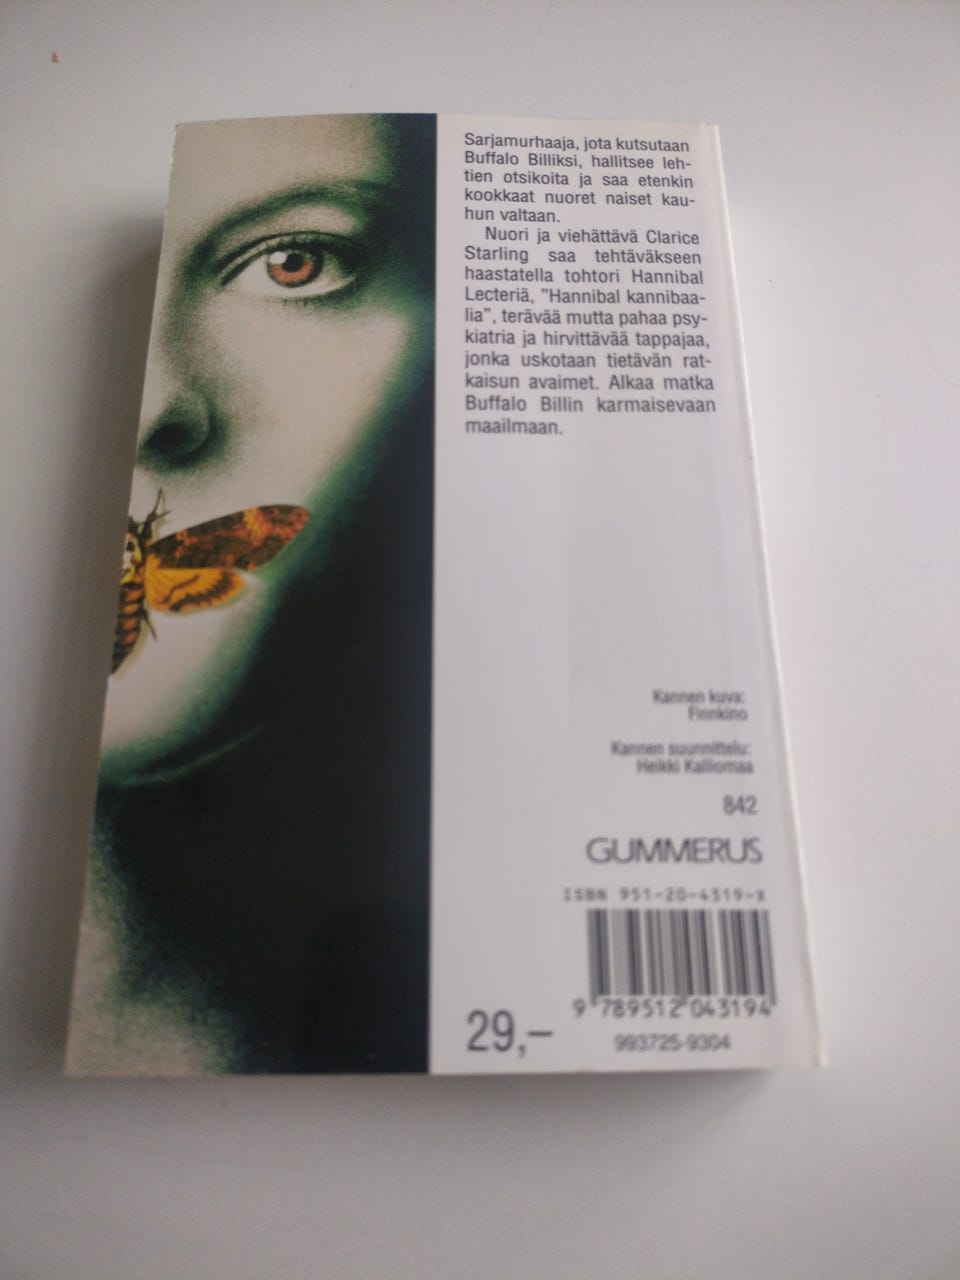 Sarjamurhaaja, jota kutsutaan
Buffalo Billiksi, hallitsee leh-
tien otsikoita ja saa etenkin
kookkaat nuoret naiset kau-
hun valtaan.
Nuori ja viehättävä Clarice
Starling saa tehtäväkseen
haastatella tohtori Hannibal
Lecteriä, "Hannibal kannibaa-
lia", terävää mutta pahaa psy-
kiatria ja hirvittävää tappajaa,
jonka uskotaan tietävän rat-
kaisun avaimet. Alkaa matka
Buffalo Billin karmaisevaan
maailmaan.
Kannen kuva:
Finnkino
Kannen suunnittelu:
Heikki Kalliomaa
842
GUMMERUS
ISBN 951-20-4319-X
9 789512 043194
29,–
993725-9304